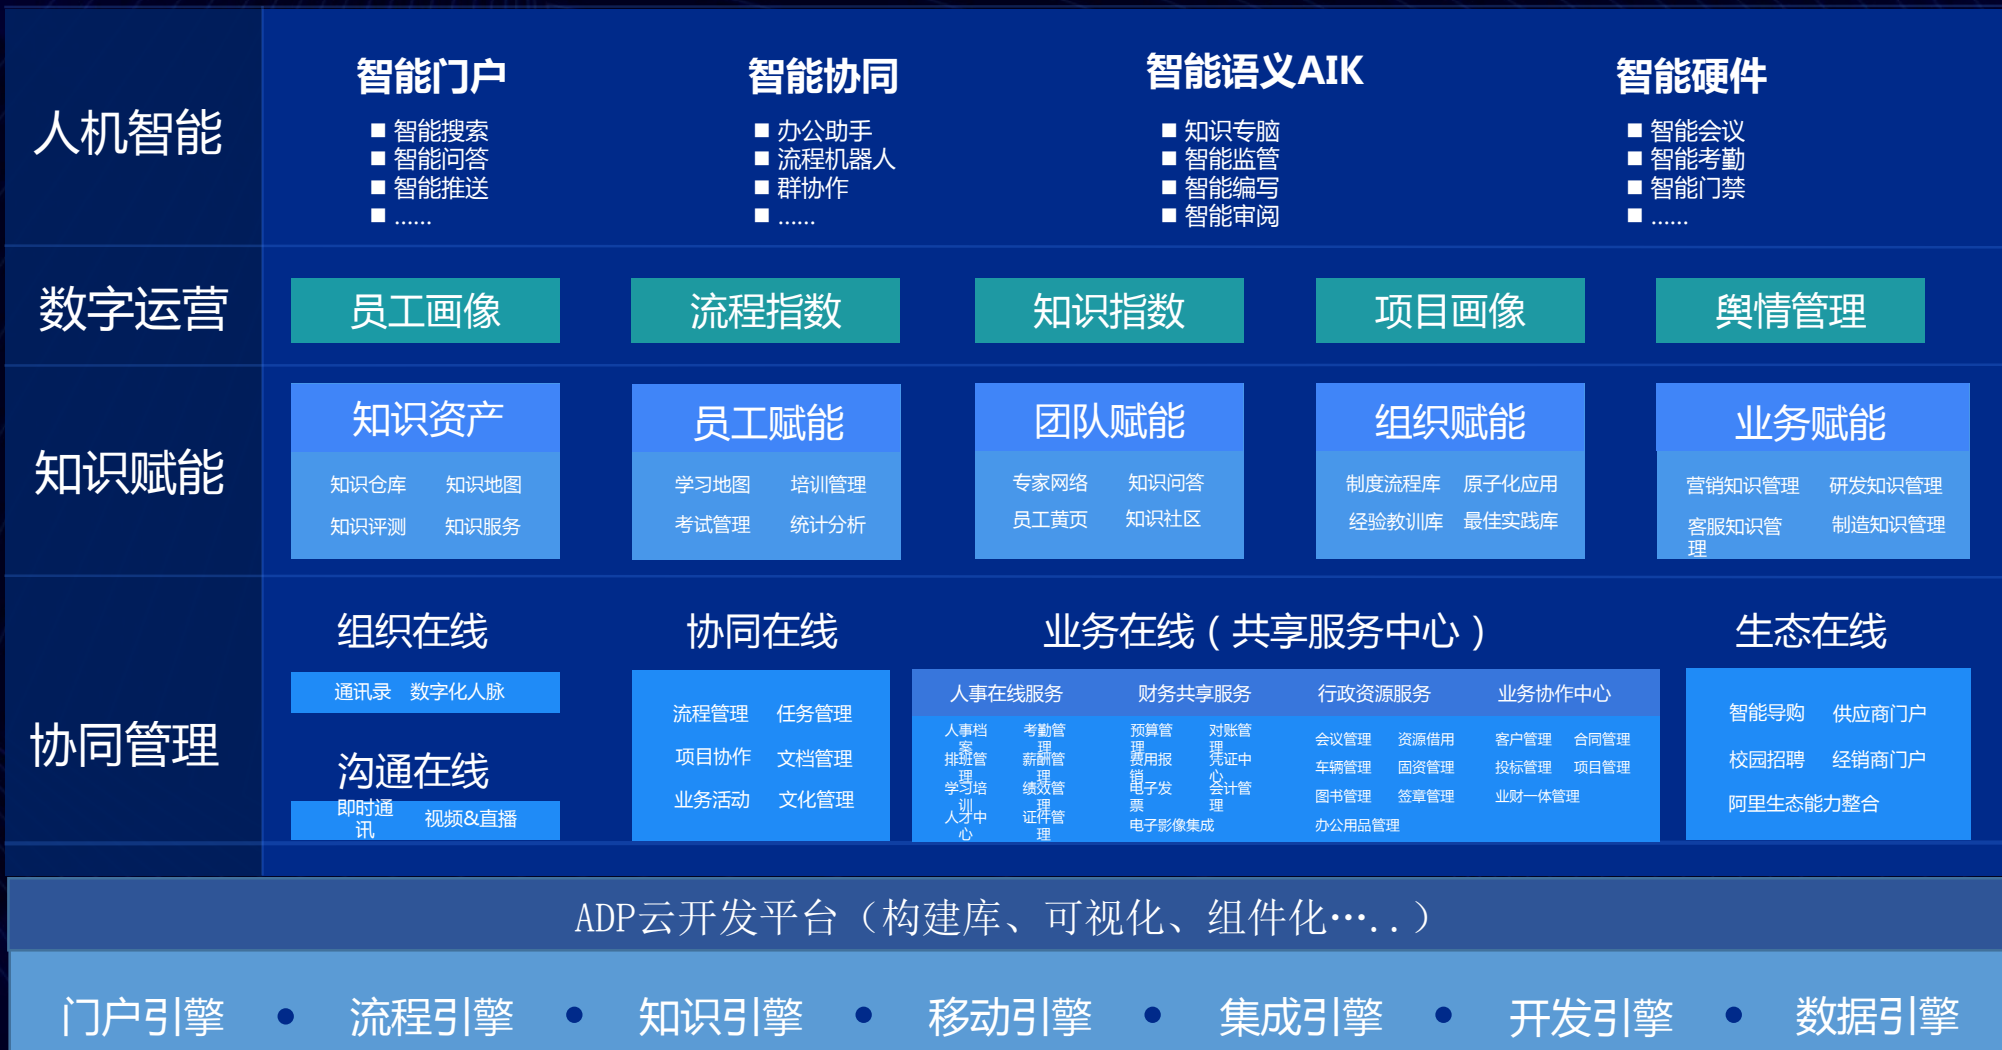 人机智能
智能门户
智能搜索
智能问答
智能推送
......
智能协同
办公助手
流程机器人
群协作
......
智能语义AIK
知识专脑
智能监管
智能编写
智能审阅
智能硬件
智能会议
智能考勤
智能门禁
......
数字运营
员工画像
流程指数
知识指数
项目画像
舆情管理
知识赋能
知识资产
知识仓库 知识地图
知识评测 知识服务
员工赋能
学习地图 培训管理
考试管理 统计分析
团队赋能
专家网络 知识问答
员工黄页 知识社区
组织赋能
制度流程库 原子化应用
经验教训库 最佳实践库
业务赋能
营销知识管理 研发知识管理
客服知识管
理
制造知识管理
协同管理
组织在线
通讯录 数字化人脉
沟通在线
即时通
讯
视频&直播
协同在线
流程管理 任务管理
项目协作 文档管理
业务活动 文化管理
业务在线（共享服务中心）
人事在线服务
人事档
案
考勤管
理
排班管
理
薪酬管
理
学习培
训
绩效管
理
人才中
心
证件管
理
财务共享服务
预算管
理
对账管
理
费用报
销
凭证中
心
电子发
票
会计管
理
电子影像集成
行政资源服务
会议管理 资源借用
车辆管理 固资管理
图书管理 签章管理
办公用品管理
业务协作中心
客户管理 合同管理
投标管理 项目管理
业财一体管理
生态在线
智能导购 供应商门户
校园招聘 经销商门户
阿里生态能力整合
ADP云开发平台（构建库、可视化、组件化…..）
门户引擎 • 流程引擎 • 知识引擎 • 移动引擎 • 集成引擎 • 开发引擎 • 数据引擎